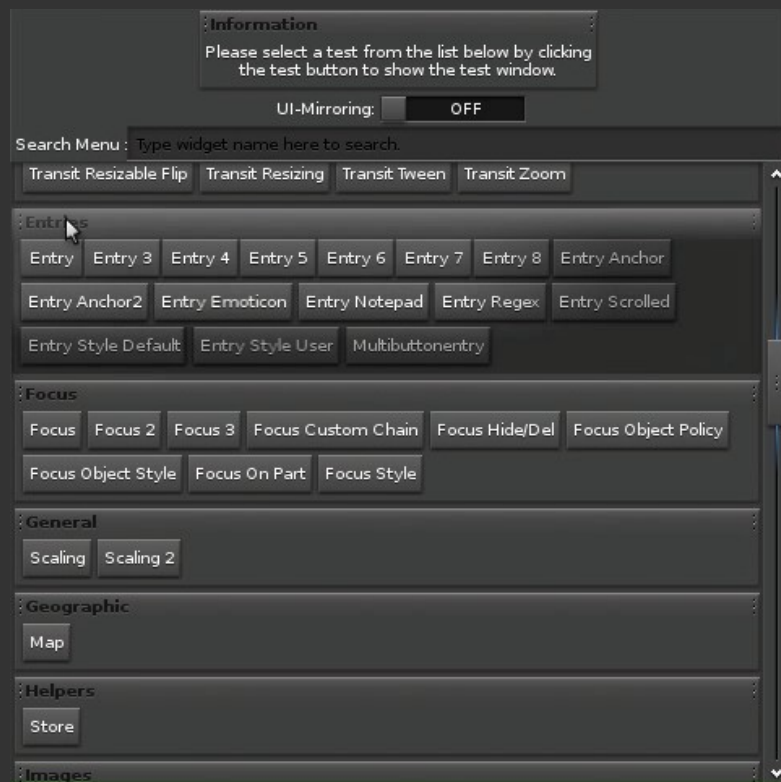 Information
Please select a test from the list below by clicking
the test button to show the test window.
UI-Mirroring: OFF
Search Menu : Type widget name here to search.
Transit Resizable Flip Transit Resizing Transit Tween Transit Zoom
Entries
Entry Entry 3 Entry 4 Entry 5 Entry 6 Entry 7 Entry 8 Entry Anchor
Entry Anchor2 Entry Emoticon Entry Notepad Entry Regex Entry Scrolled
Entry Style Default Entry Style User Multibuttonentry
Focus
Focus Focus 2 Focus 3 Focus Custom Chain Focus Hide/Del Focus Object Policy
Focus Object Style Focus On Part Focus Style
General
Scaling Scaling 2
Geographic
Map
Helpers
Store
Images